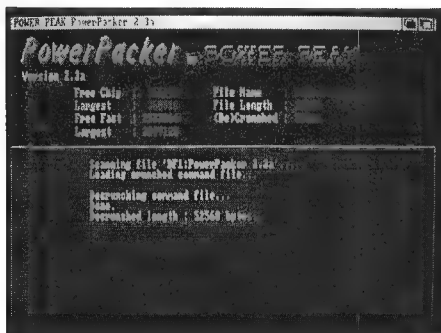 POWER PEAK PowerPacker 2.3a
PowerPacker - POWER PEAK
Version 2.3a
Free Chip
File Name
Largest
File Length
Free Fast
(De)Crunched
Largest
Scanning file 'DF1:PowerPacker 2.3a'...
Loading crunched command file...
Decrunching command file...
Done.
Decrunched length : 52560 bytes.